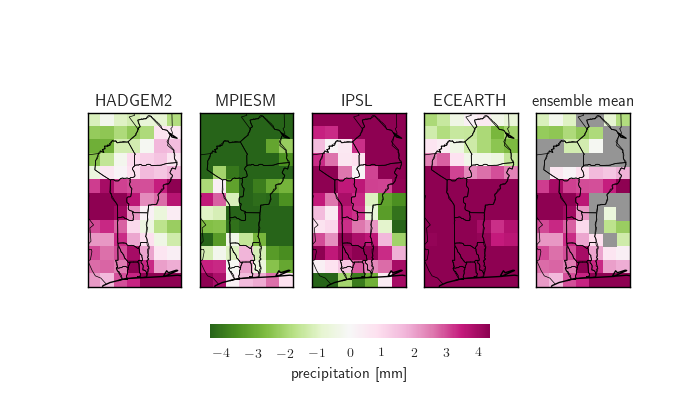 HADGEM2 MPIESM IPSL ECEARTH ensemble mean
−4 −3 −2 −1 0 1 2 3 4
precipitation [mm]